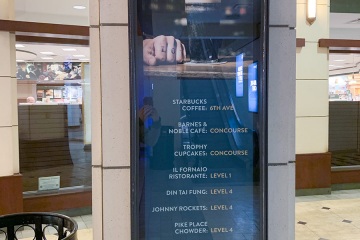 STARBUCKS
COFFEE: 6TH AVE
BARNES &
NOBLE CAFE: CONCOURSE
TROPHY
CUPCAKES: CONCOURSE
IL FORNAIO
RISTORANTE: LEVEL 1
DIN TAI FUNG: LEVEL 4
JOHNNY ROCKETS: LEVEL 4
PIKE PLACE
CHOWDER: LEVEL 4